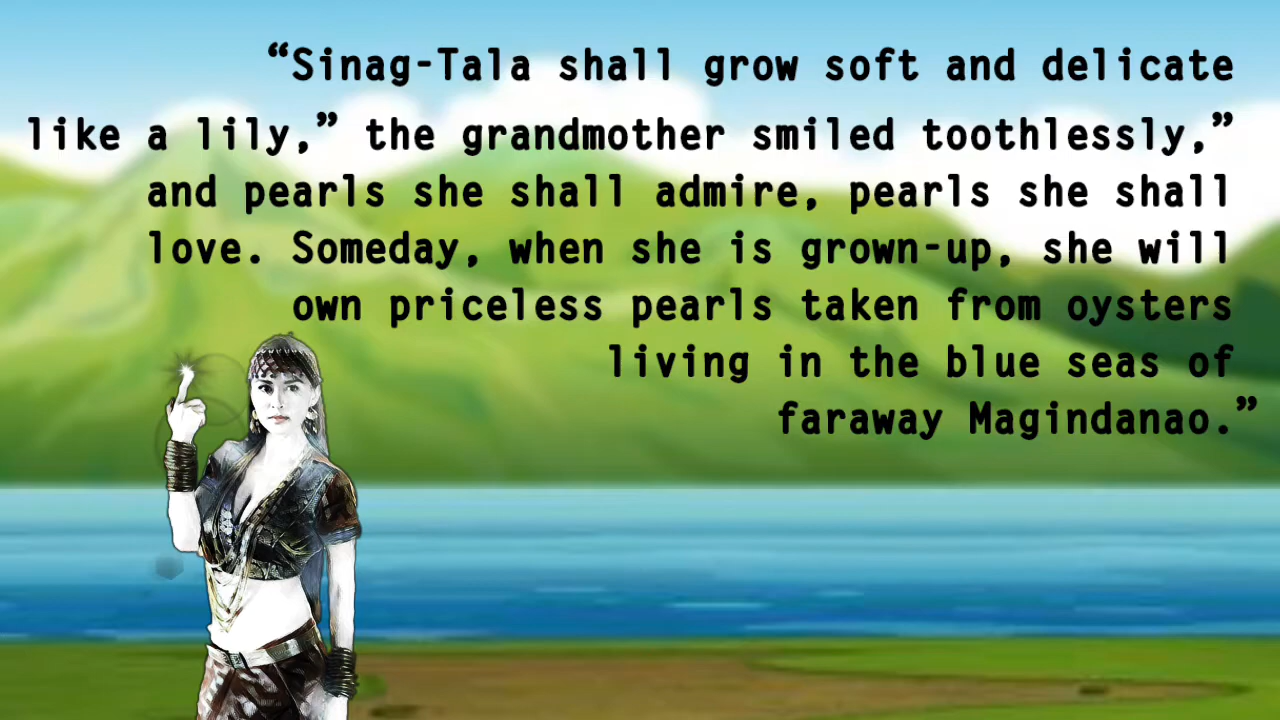 “Sinag-Tala shall grow soft and delicate
like a lily,” the grandmother smiled toothlessly,”
and pearls she shall admire, pearls she shall
love. Someday, when she is grown-up, she will
own priceless pearls taken from oysters
living in the blue seas of
faraway Magindanao.”